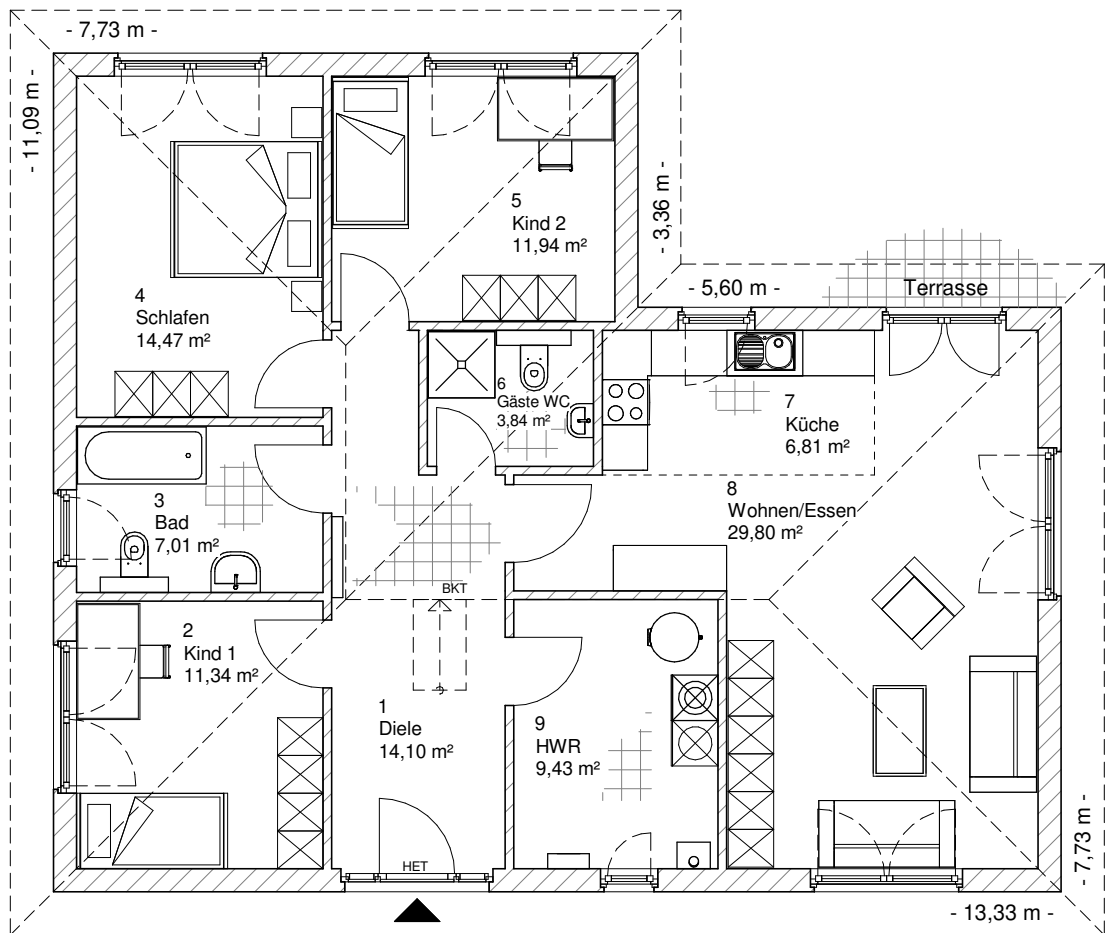 - 7,73 m -
- 11,09 m -
4
Schlafen
14,47 m²
5
Kind 2
11,94 m²
- 3,36 m -
- 5,60 m -
Terrasse
6
Gäste WC
3,84 m²
7
Küche
6,81 m²
3
Bad
7,01 m²
8
Wohnen/Essen
29,80 m²
BKT
2
Kind 1
11,34 m²
1
Diele
14,10 m²
9
HWR
9,43 m²
HET
- 7,73 m -
- 13,33 m -